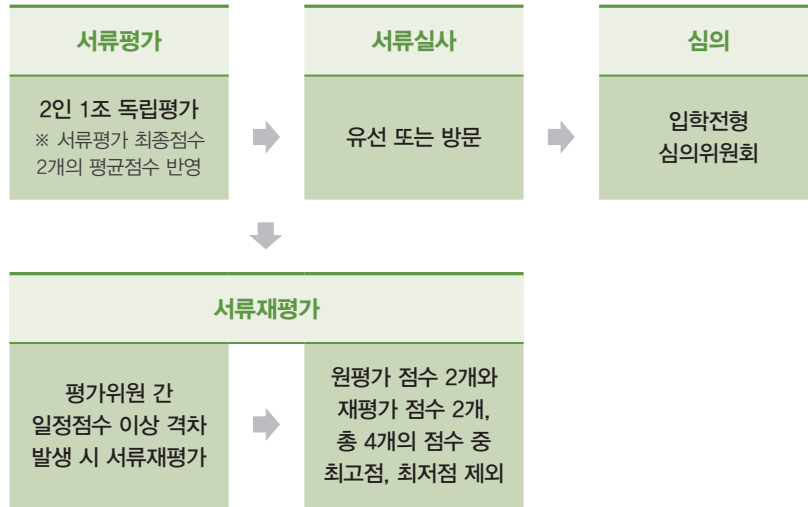 서류평가
2인 1조 독립평가
※ 서류평가 최종점수
2개의 평균점수 반영
서류실사
유선 또는 방문
심의
입학전형
심의위원회
서류재평가
평가위원 간
일정점수 이상 격차
발생 시 서류재평가
원평가 점수 2개와
재평가 점수 2개,
총 4개의 점수 중
최고점, 최저점 제외